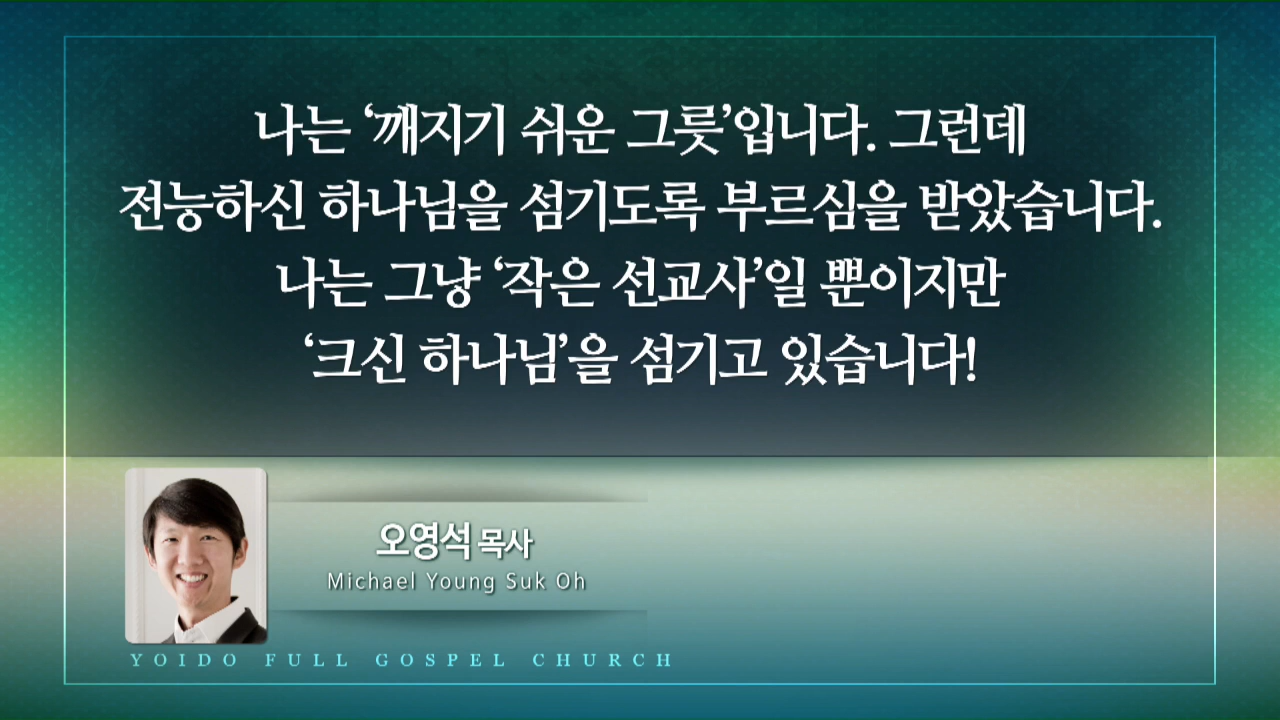 나는 ‘깨지기 쉬운 그릇’입니다. 그런데
전능하신 하나님을 섬기도록 부르심을 받았습니다.
나는 그냥 ‘작은 선교사’일 뿐이지만
‘크신 하나님’을 섬기고 있습니다!
오영석 목사
Michael Young Suk Oh
YOIDO FULL GOSPEL CHURCH